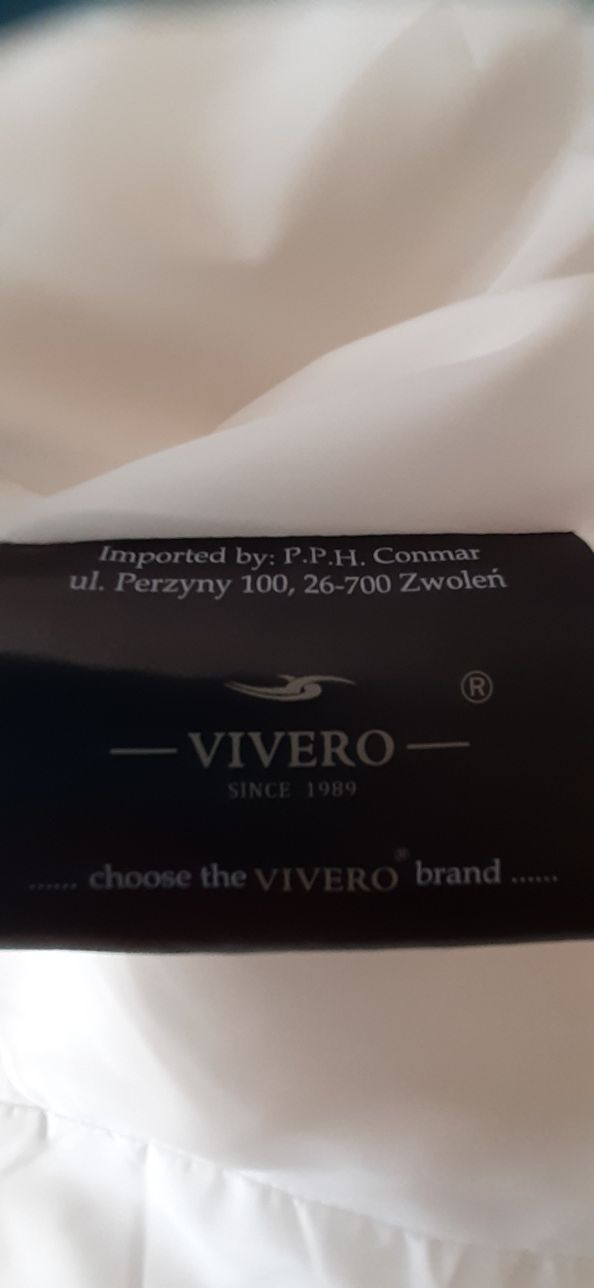 Imported by: P.P.H. Conmar
ul. Perzyny 100, 26-700 Zwoleń
®
— VIVERO —
SINCE 1989
...... choose the VIVERO® brand ......